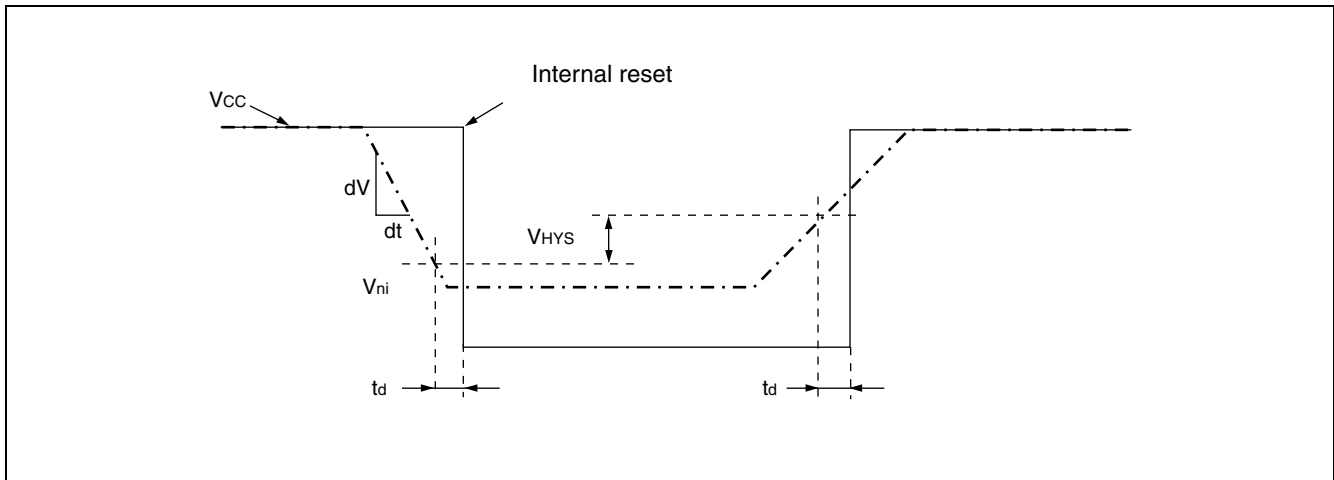 Internal reset
VCC
dV
dt
VHYS
Vni
td
td